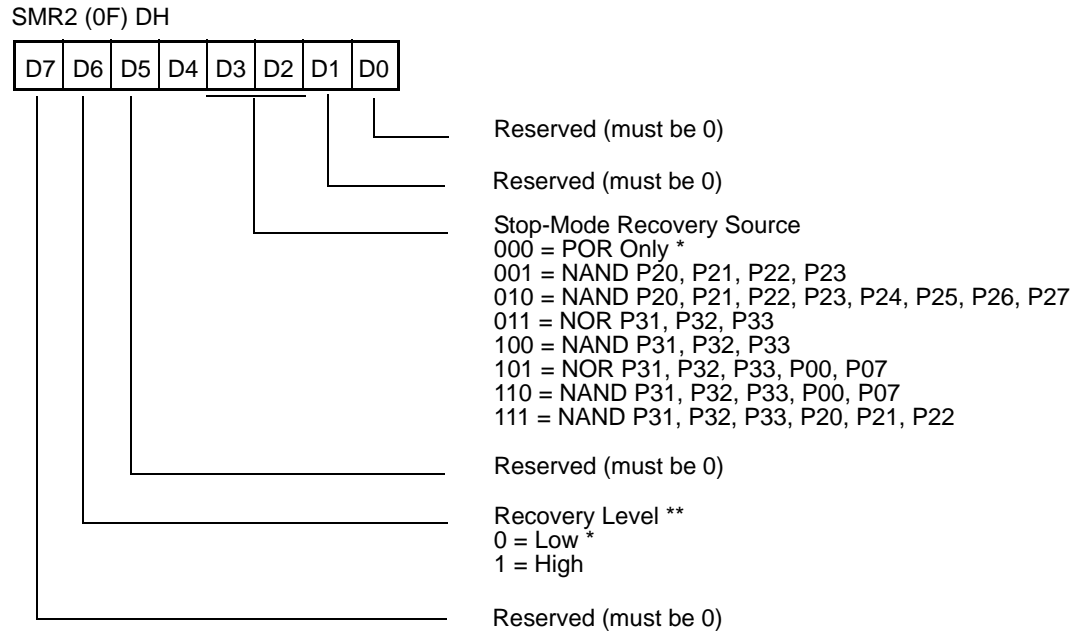 SMR2 (0F) DH
D7 D6 D5 D4 D3 D2 D1 D0
Reserved (must be 0)
Reserved (must be 0)
Stop-Mode Recovery Source
000 = POR Only *
001 = NAND P20, P21, P22, P23
010 = NAND P20, P21, P22, P23, P24, P25, P26, P27
011 = NOR P31, P32, P33
100 = NAND P31, P32, P33
101 = NOR P31, P32, P33, P00, P07
110 = NAND P31, P32, P33, P00, P07
111 = NAND P31, P32, P33, P20, P21, P22
Reserved (must be 0)
Recovery Level **
0 = Low *
1 = High
Reserved (must be 0)